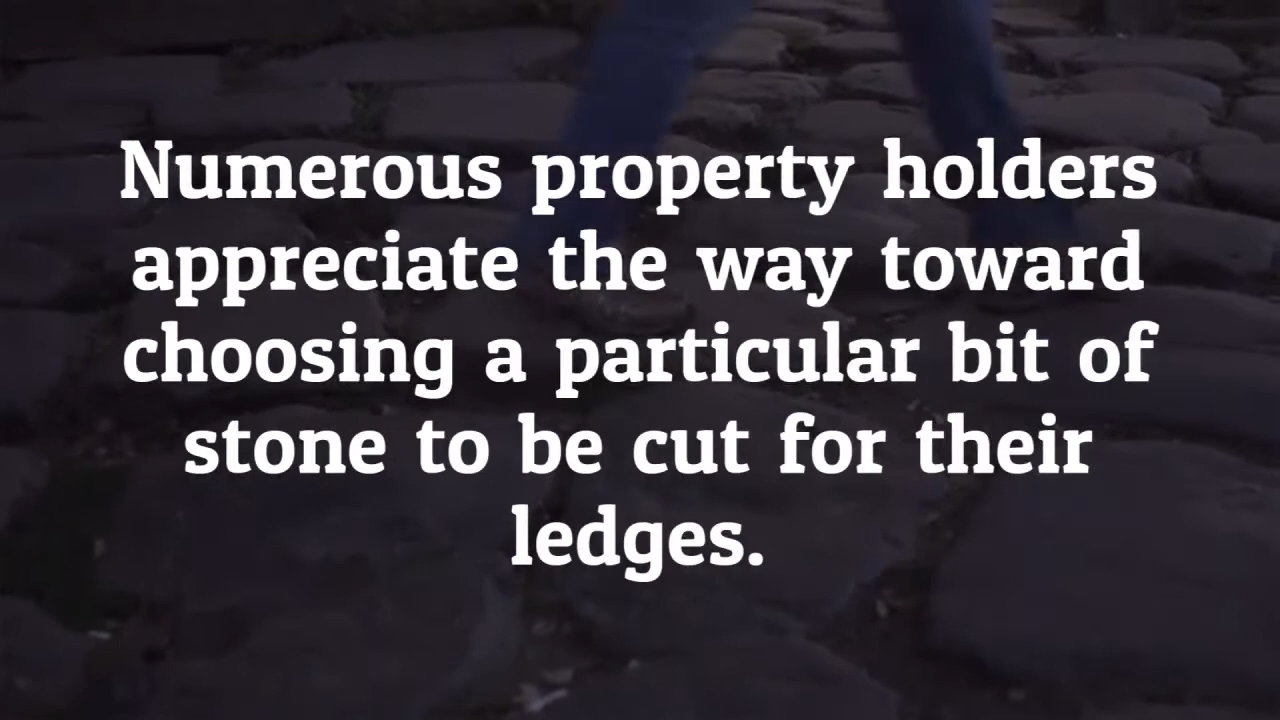 Numerous property holders
appreciate the way toward
choosing a particular bit of
stone to be cut for their
ledges.